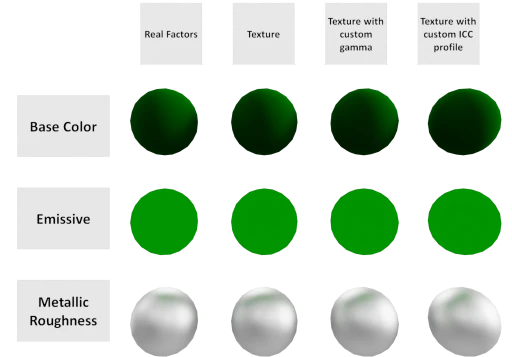 Real Factors
Texture
Texture with
custom
gamma
Texture with
custom ICC
profile
Base Color
Emissive
Metallic
Roughness